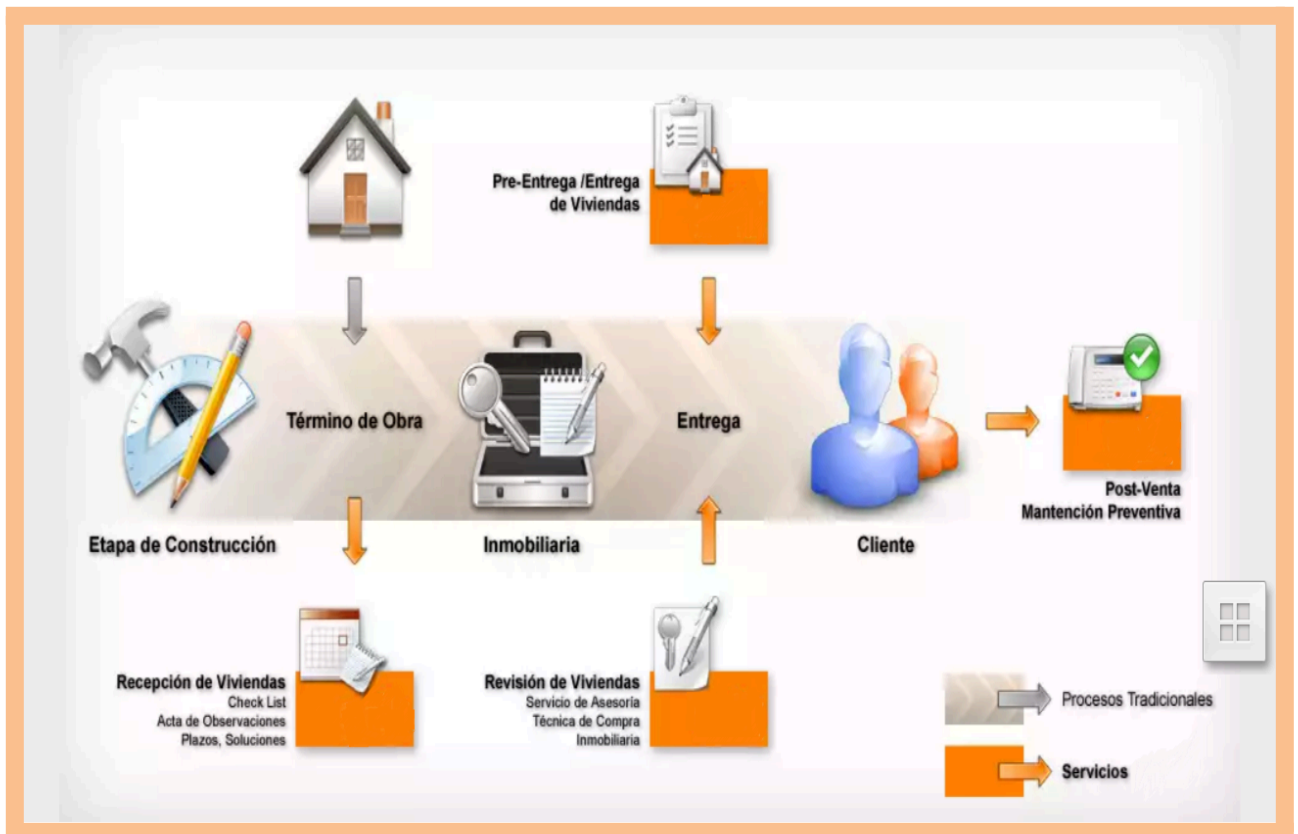 Pre-Entrega /Entrega
de Viviendas
Término de Obra
Entrega
Etapa de Construcción
Inmobiliaria
Cliente
Post-Venta
Mantención Preventiva
Recepción de Viviendas
Check List
Acta de Observaciones
Plazos, Soluciones
Revisión de Viviendas
Servicio de Asesoría
Técnica de Compra
Inmobiliaria
Procesos Tradicionales
Servicios